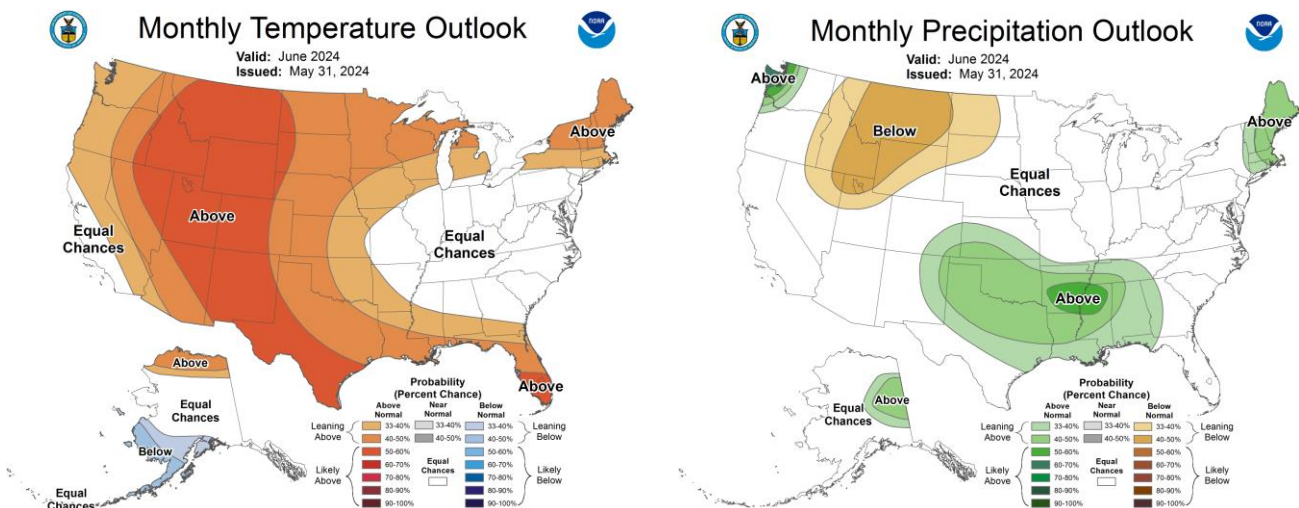 Monthly Temperature Outlook
Valid: June 2024
Issued: May 31, 2024
NOAA
Above
Above
Equal
Chances
Equal
Chances
Above
Above
Equal
Chances
Below
Equal
Chances
Probability
(Percent Chance)
Above
Normal
Near
Normal
Below
Normal
Leaning
Above
33-40%
33-40%
33-40%
Leaning
Below
40-50%
40-50%
40-50%
Likely
Above
50-60%
50-60%
Likely
Below
60-70%
60-70%
70-80%
70-80%
80-90%
80-90%
90-100%
90-100%
Equal
Chances
Monthly Precipitation Outlook
Valid: June 2024
Issued: May 31, 2024
NOAA
Above
Below
Equal
Chances
Above
Above
Equal
Chances
Above
Probability
(Percent Chance)
Above
Normal
Near
Normal
Below
Normal
Leaning
Above
33-40%
33-40%
33-40%
Leaning
Below
40-50%
40-50%
40-50%
Likely
Above
50-60%
50-60%
Likely
Below
60-70%
60-70%
70-80%
70-80%
80-90%
80-90%
90-100%
90-100%
Equal
Chances